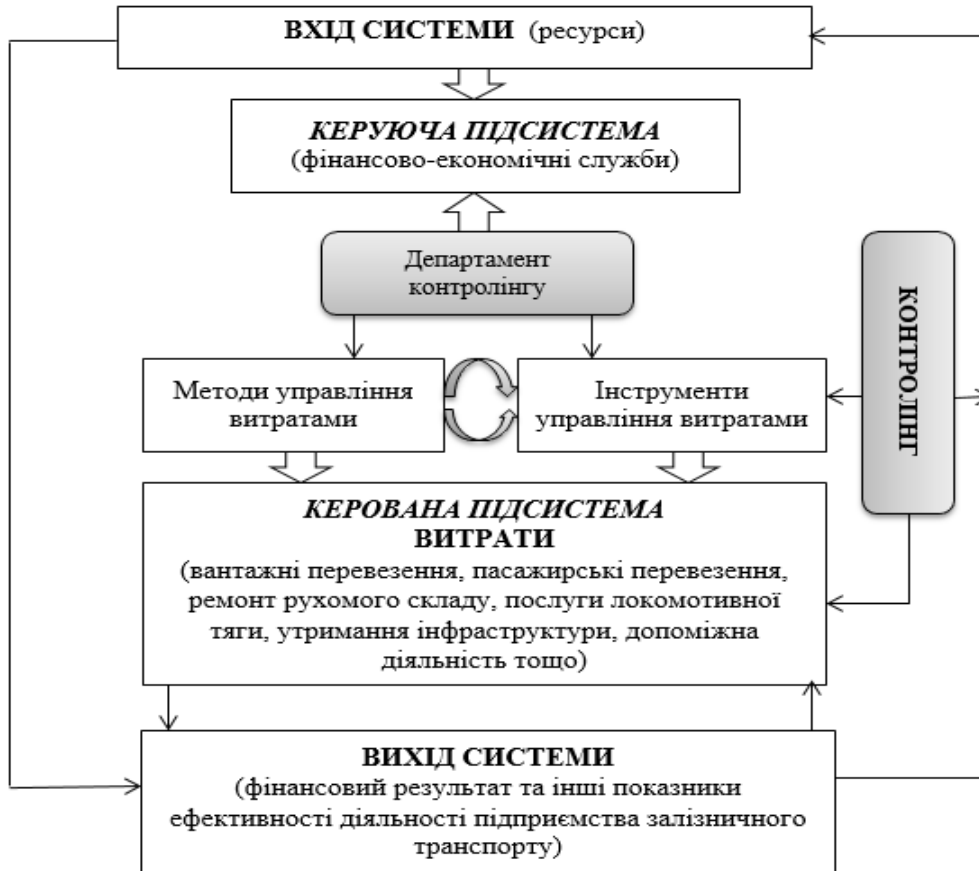 ВХІД СИСТЕМИ (ресурси)
КЕРУЮЧА ПІДСИСТЕМА
(фінансово-економічні служби)
Департамент
контролінгу
КОНТРОЛІНГ
Методи управління
витратами
Інструменти
управління витратами
КЕРОВАНА ПІДСИСТЕМА
ВИТРАТИ
(вантажні перевезення, пасажирські перевезення,
ремонт рухомого складу, послуги локомотивної
тяги, утримання інфраструктури, допоміжна
діяльність тощо)
ВИХІД СИСТЕМИ
(фінансовий результат та інші показники
ефективності діяльності підприємства залізничного
транспорту)